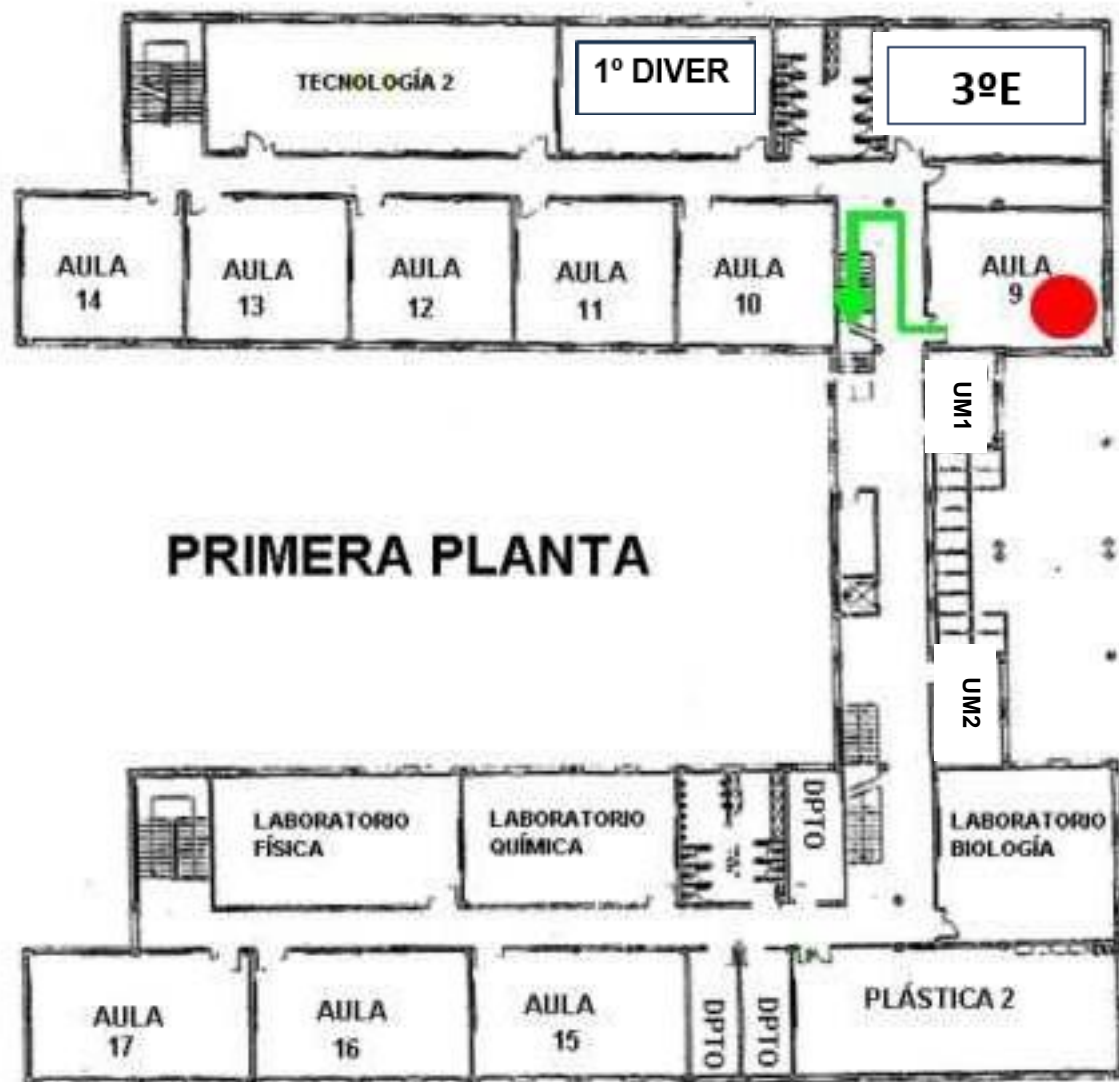 TECNOLOGÍA 2
1º DIVER
3ºE
AULA
14
AULA
13
AULA
12
AULA
11
AULA
10
AULA
9
UM1
PRIMERA PLANTA
UM2
LABORATORIO
FÍSICA
LABORATORIO
QUÍMICA
DPTO
LABORATORIO
BIOLOGÍA
AULA
17
AULA
16
AULA
15
DPTO
DPTO
PLÁSTICA 2